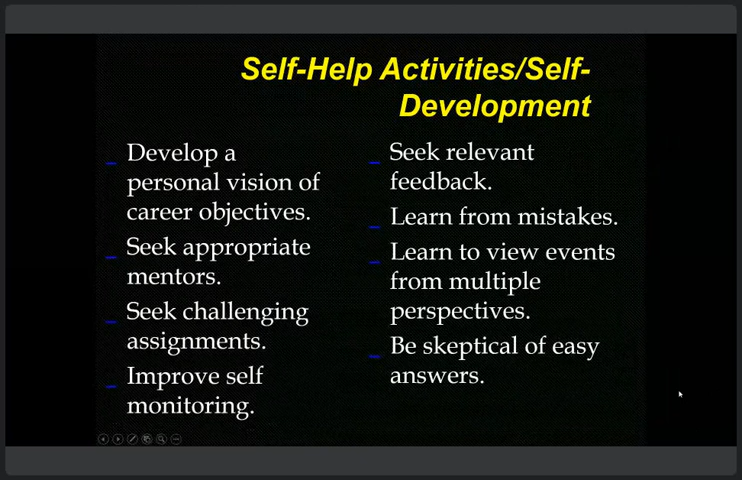 Self-Help Activities/Self-
Development
_ Develop a
personal vision of
career objectives.
_ Seek appropriate
mentors.
_ Seek challenging
assignments.
_ Improve self
monitoring.
_ Seek relevant
feedback.
_ Learn from mistakes.
_ Learn to view events
from multiple
perspectives.
_ Be skeptical of easy
answers.